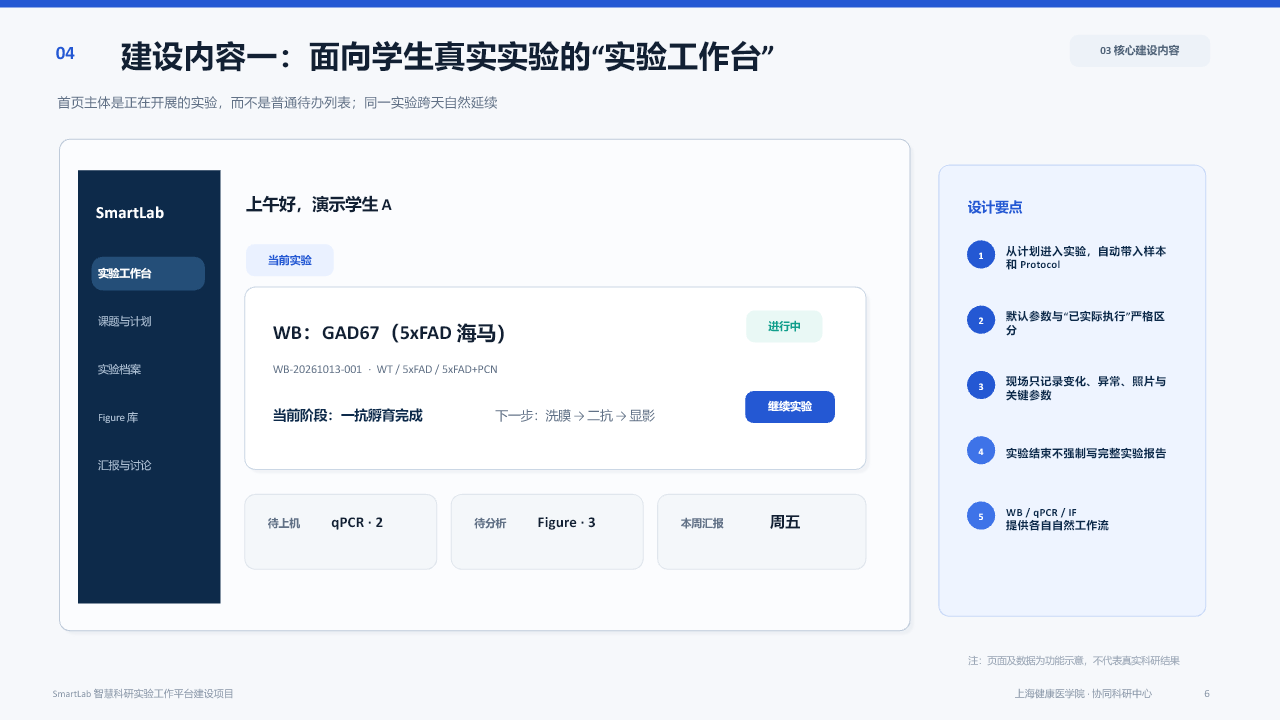 04
建设内容一：面向学生真实实验的“实验工作台”
03 核心建设内容
首页主体是正在开展的实验，而不是普通待办列表；同一实验跨天自然延续
SmartLab
实验工作台
课题与计划
实验档案
Figure 库
汇报与讨论
上午好，演示学生 A
当前实验
WB：GAD67（5xFAD 海马）
进行中
WB-20261013-001 · WT / 5xFAD / 5xFAD+PCN
当前阶段：一抗孵育完成
下一步：洗膜 → 二抗 → 显影
继续实验
待上机
qPCR · 2
待分析
Figure · 3
本周汇报
周五
设计要点
1
从计划进入实验，自动带入样本
和 Protocol
2
默认参数与“已实际执行”严格区
分
3
现场只记录变化、异常、照片与
关键参数
4
实验结束不强制写完整实验报告
5
WB / qPCR / IF
提供各自自然工作流
注：页面及数据为功能示意，不代表真实科研结果
SmartLab 智慧科研实验工作平台建设项目
上海健康医学院 · 协同科研中心
6